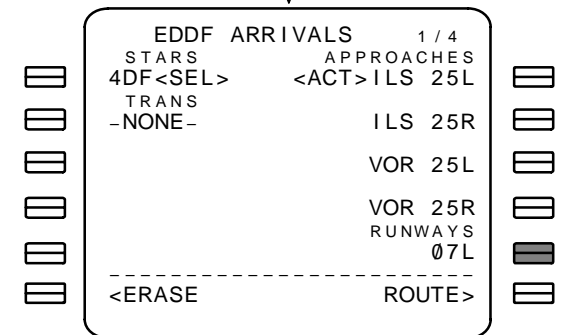 EDDF ARRIVALS 1/4
STARS APPROACHES
4DF<SEL> <ACT>ILS 25L
TRANS
-NONE- ILS 25R
VOR 25L
VOR 25R
RUNWAYS
07L
--------------------------------
<ERASE ROUTE>